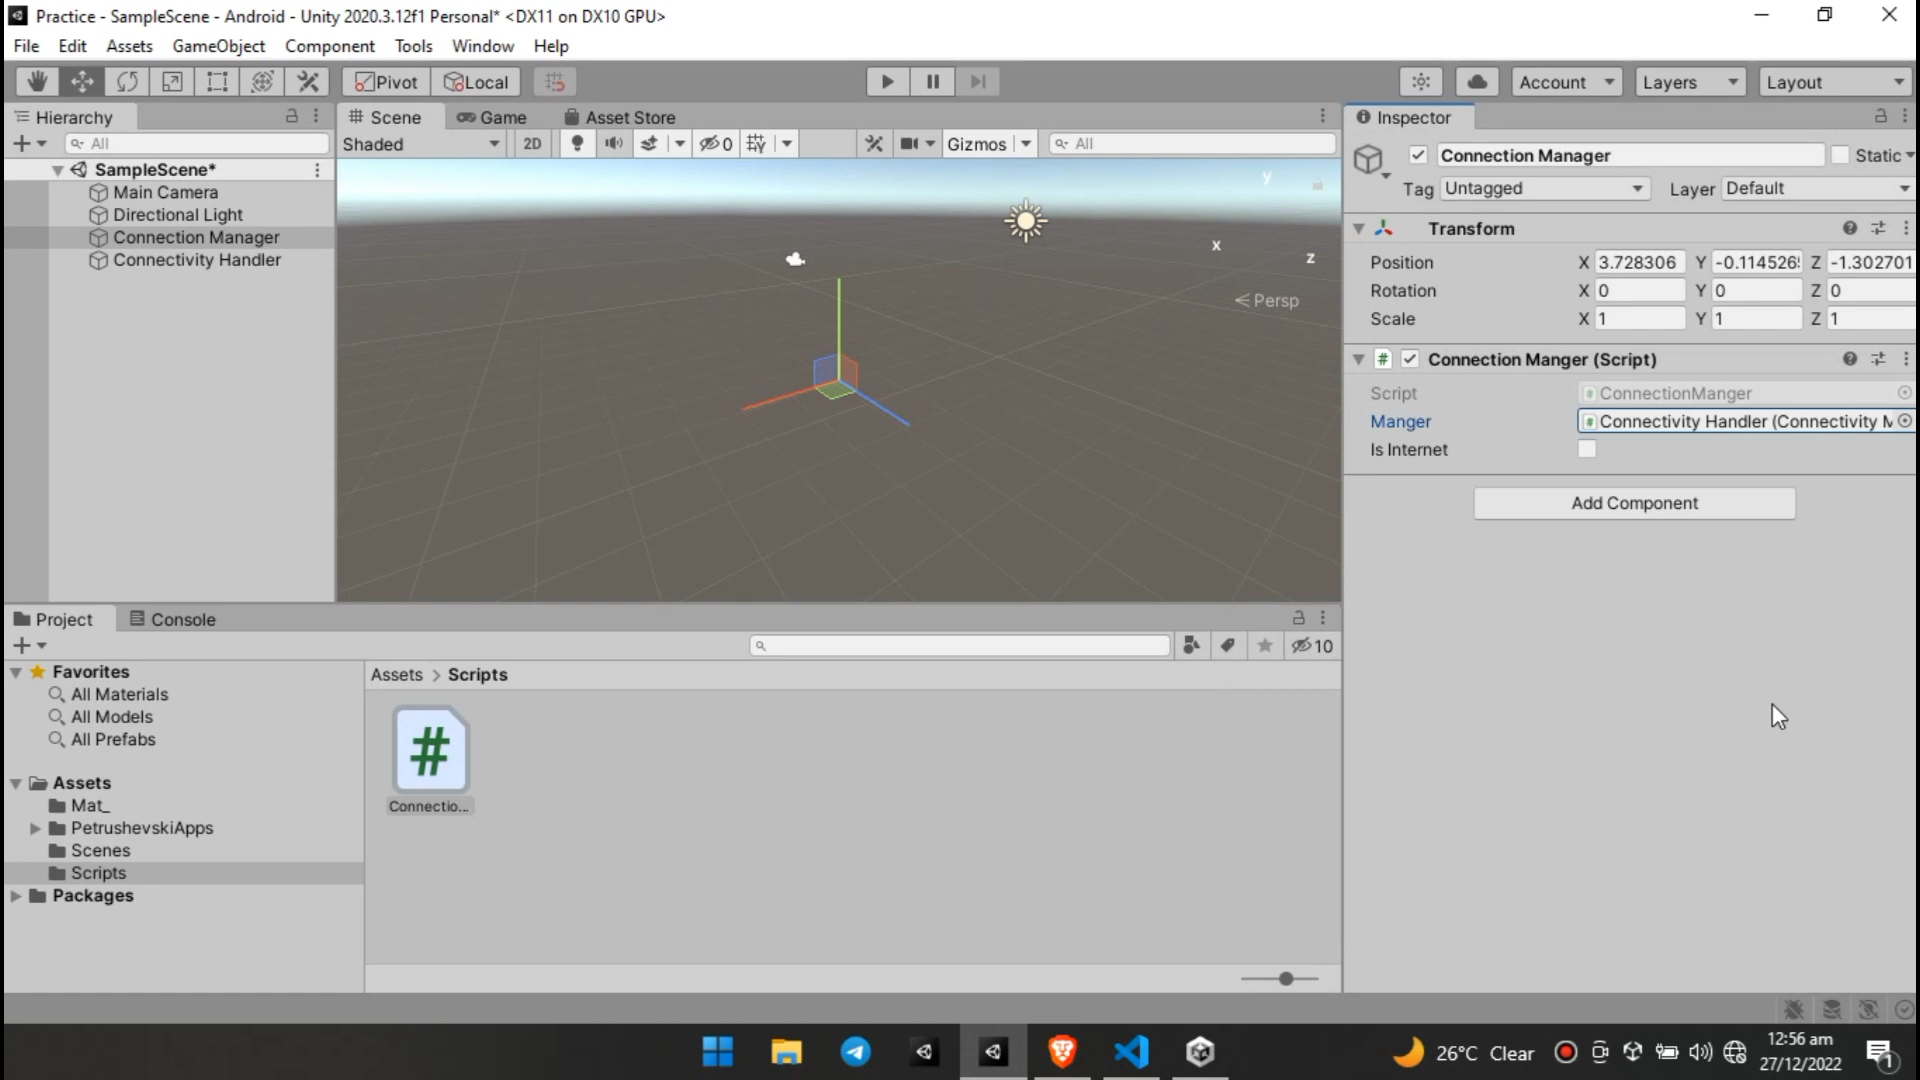 Practice - SampleScene - Android - Unity 2020.3.12f1 Personal* <DX11 on DX10 GPU>
File Edit Assets GameObject Component Tools Window Help
Pivot Local Account Layers Layout
Hierarchy
All
SampleScene*
Main Camera
Directional Light
Connection Manager
Connectivity Handler
Scene Game Asset Store
Shaded 2D 0 Gizmos All
y
x
z
Persp
Inspector
Connection Manager Static
Tag Untagged Layer Default
Transform
Position X 3.728306 Y -0.114526 Z -1.302701
Rotation X 0 Y 0 Z 0
Scale X 1 Y 1 Z 1
# Connection Manger (Script)
Script # ConnectionManger
Manger # Connectivity Handler (Connectivity M
Is Internet
Add Component
Project Console
10
Favorites
All Materials
All Models
All Prefabs
Assets
Mat_
PetrushevskiApps
Scenes
Scripts
Packages
Assets > Scripts
#
Connectio...
26°C Clear
12:56 am
27/12/2022
1